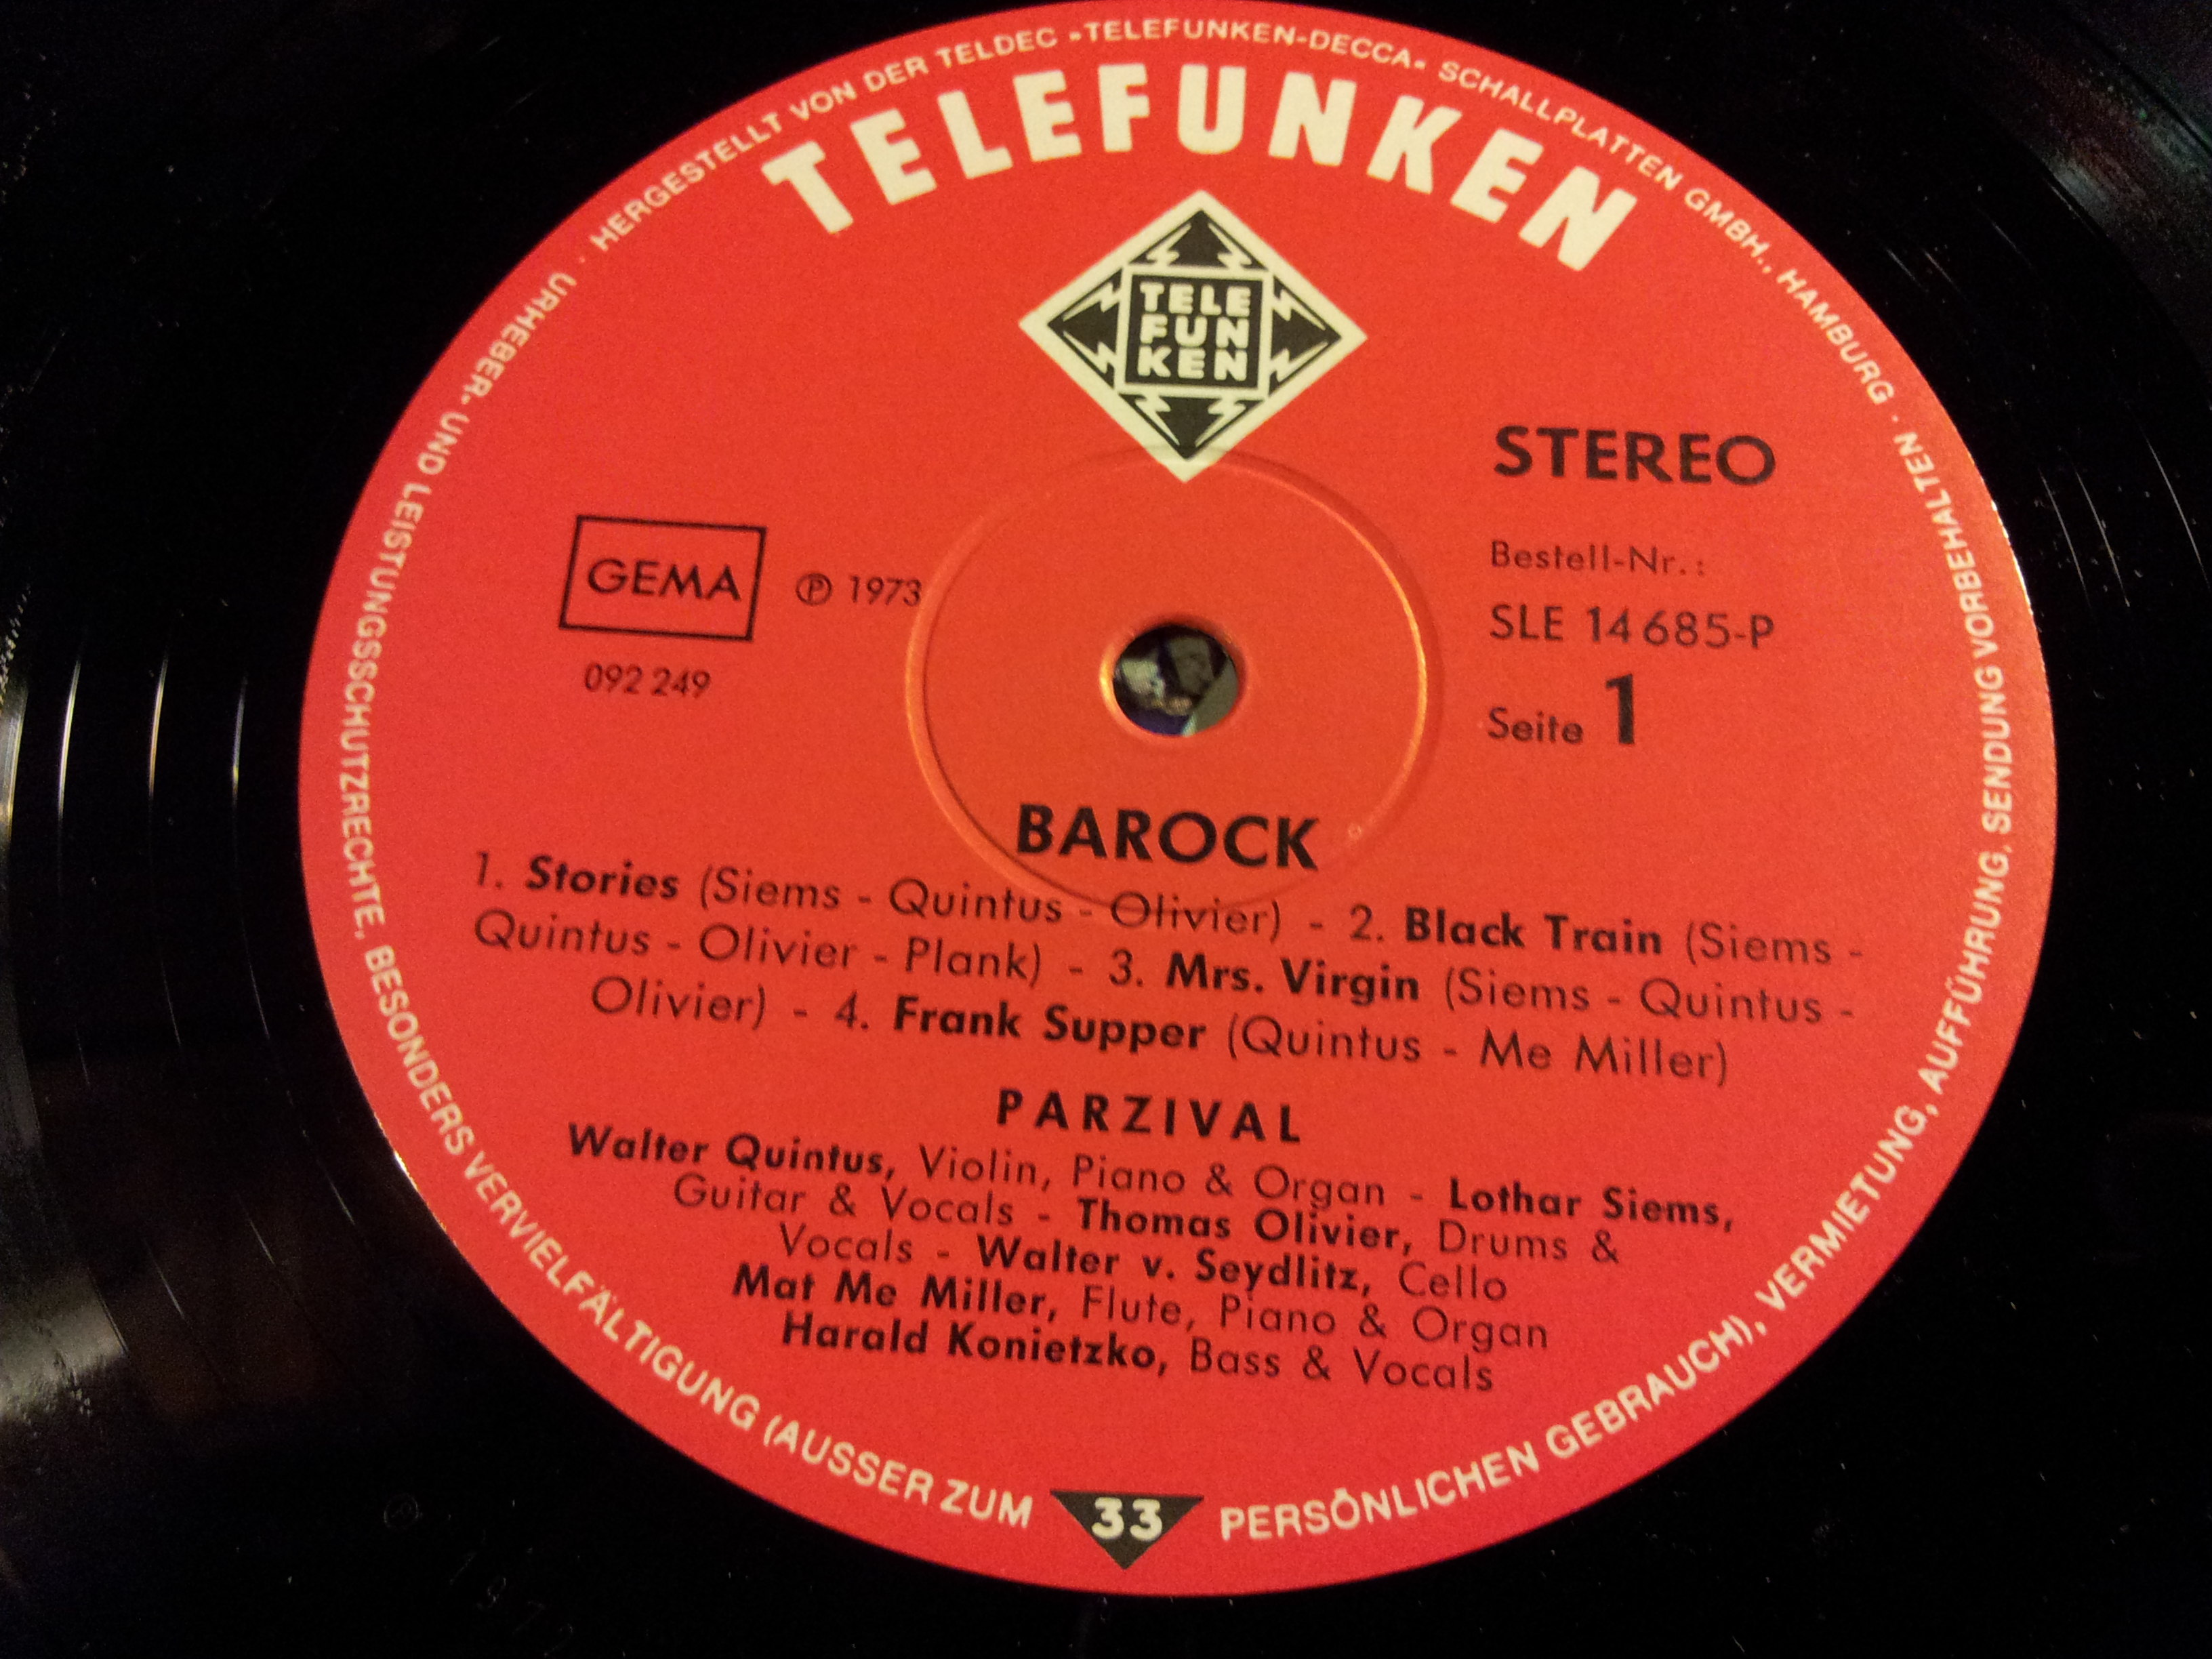 HERGESTELLT VON DER TELDEC »TELEFUNKEN-DECCA« SCHALLPLATTEN GMBH., HAMBURG · URHEBER- UND LEISTUNGSSCHUTZRECHTE, BESONDERS VERVIELFÄLTIGUNG (AUSSER ZUM PERSÖNLICHEN GEBRAUCH), VERMIETUNG, AUFFÜHRUNG, SENDUNG VORBEHALTEN ·
TELEFUNKEN
TELE
FUN
KEN
STEREO
GEMA ℗ 1973
092 249
Bestell-Nr.:
SLE 14 685-P
Seite 1
BAROCK
1. Stories (Siems - Quintus - Olivier) - 2. Black Train (Siems -
Quintus - Olivier - Plank) - 3. Mrs. Virgin (Siems - Quintus -
Olivier) - 4. Frank Supper (Quintus - Me Miller)
PARZIVAL
Walter Quintus, Violin, Piano & Organ - Lothar Siems,
Guitar & Vocals - Thomas Olivier, Drums &
Vocals - Walter v. Seydlitz, Cello
Mat Me Miller, Flute, Piano & Organ
Harald Konietzko, Bass & Vocals
33